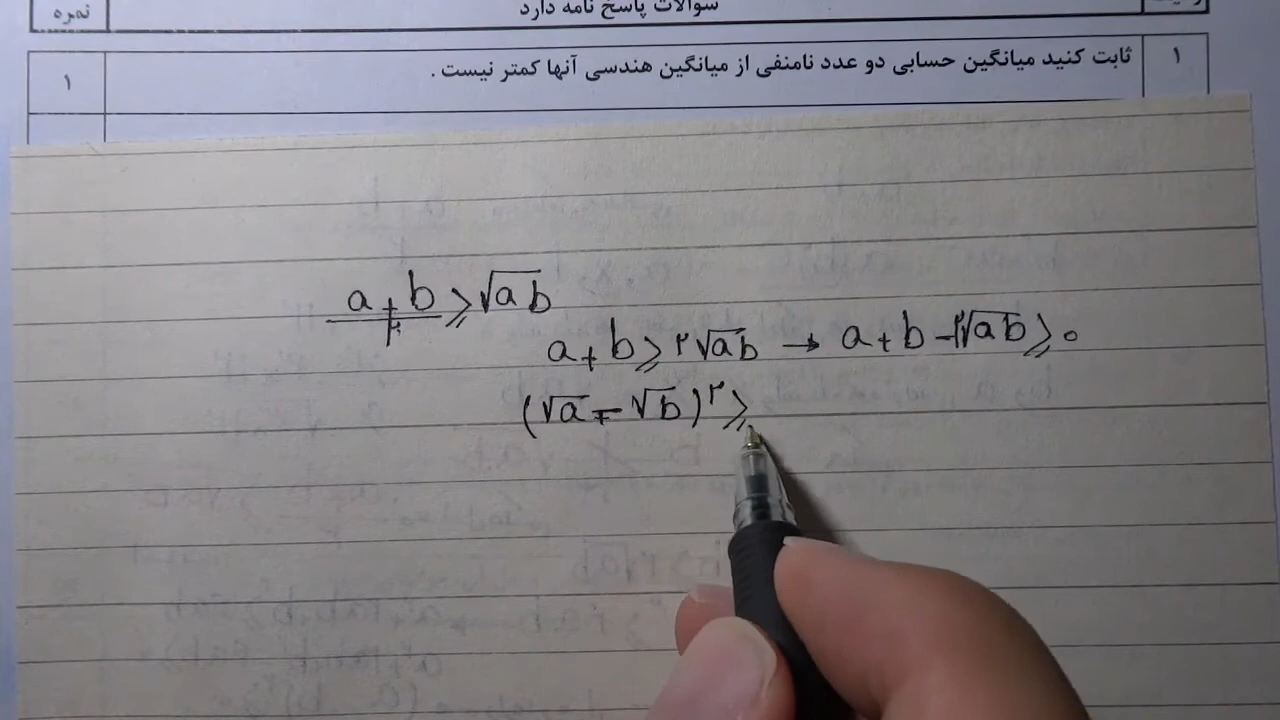 نمره
سوالات پاسخ نامه دارد
۱ ثابت کنید میانگین حسابی دو عدد نامنفی از میانگین هندسی آنها کمتر نیست . ۱
a+b/۲ ⩾ √ab
a+b ⩾ ۲√ab → a+b-۲√ab ⩾ ۰
(√a - √b)^۲ ⩾